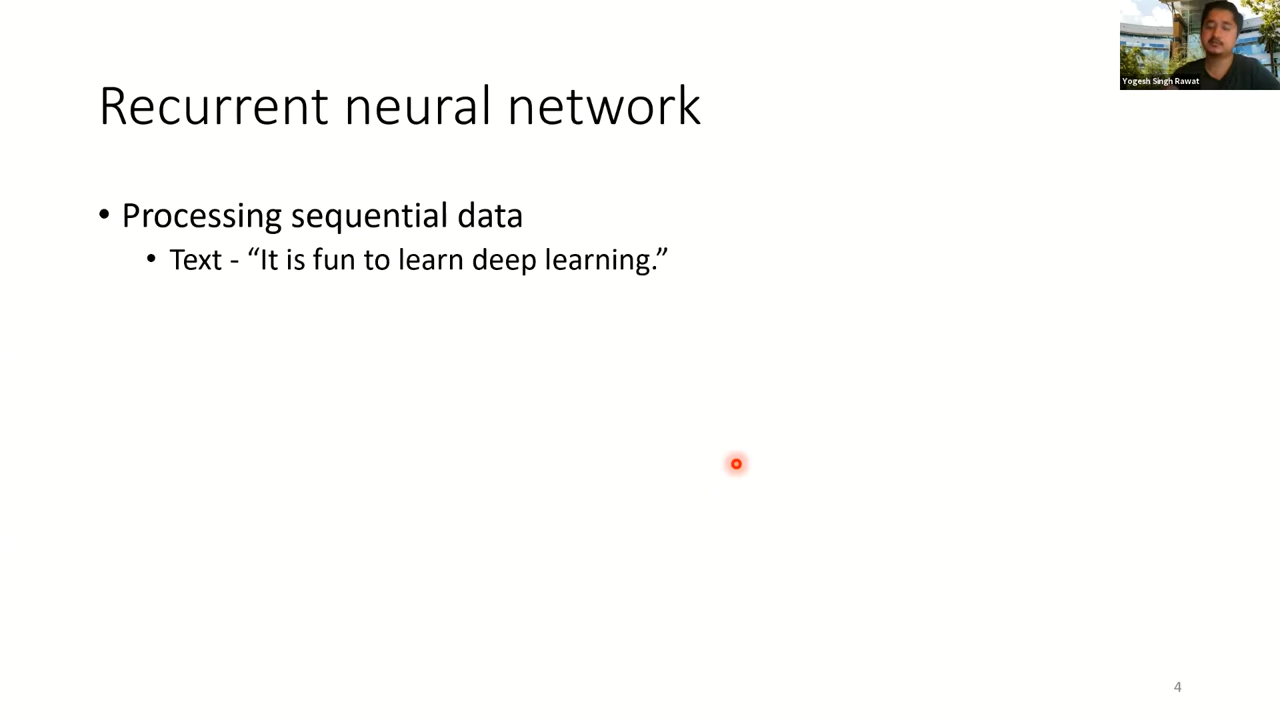 Yogesh Singh Rawat
Recurrent neural network
• Processing sequential data
• Text - “It is fun to learn deep learning.”
4